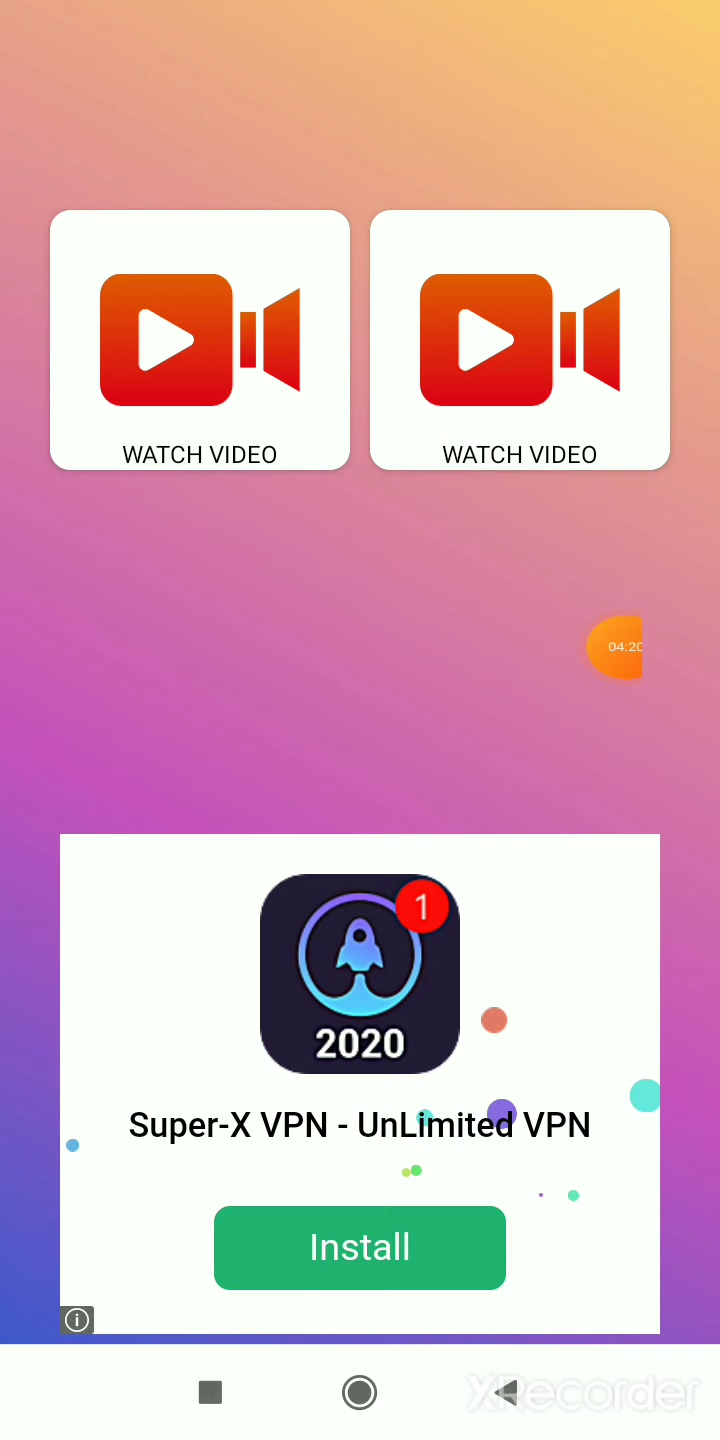 WATCH VIDEO WATCH VIDEO
04:20
1
2020
Super-X VPN - UnLimited VPN
Install
XRecorder